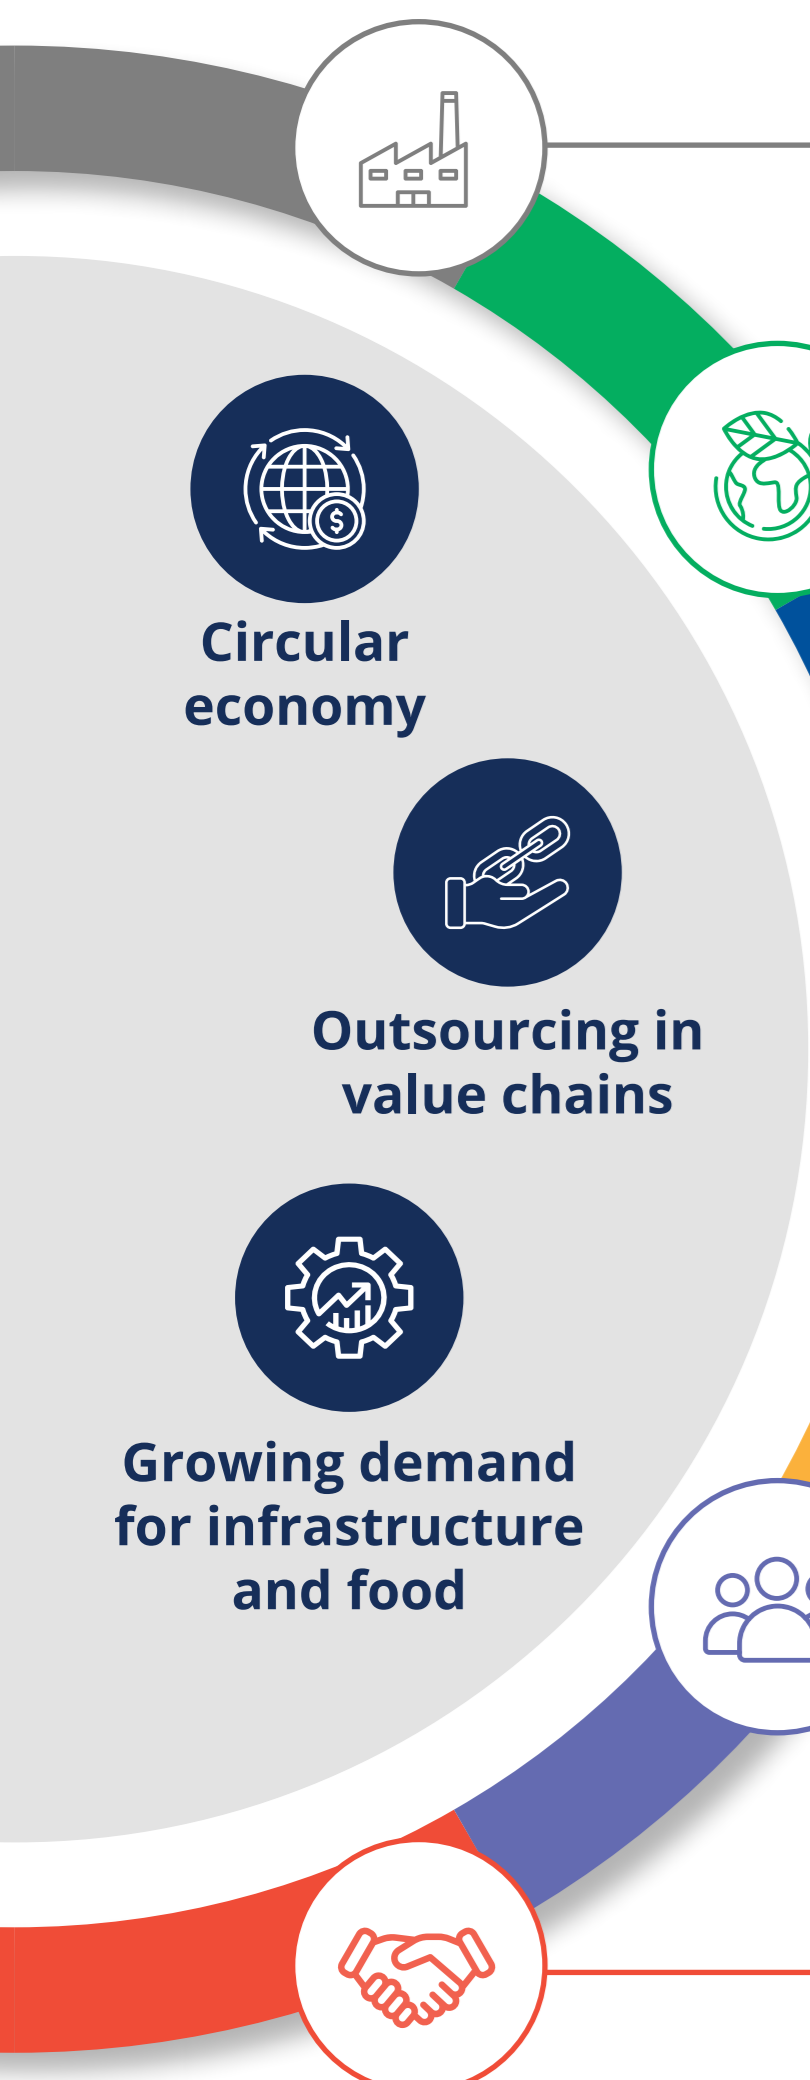 Circular
economy
Outsourcing in
value chains
Growing demand
for infrastructure
and food